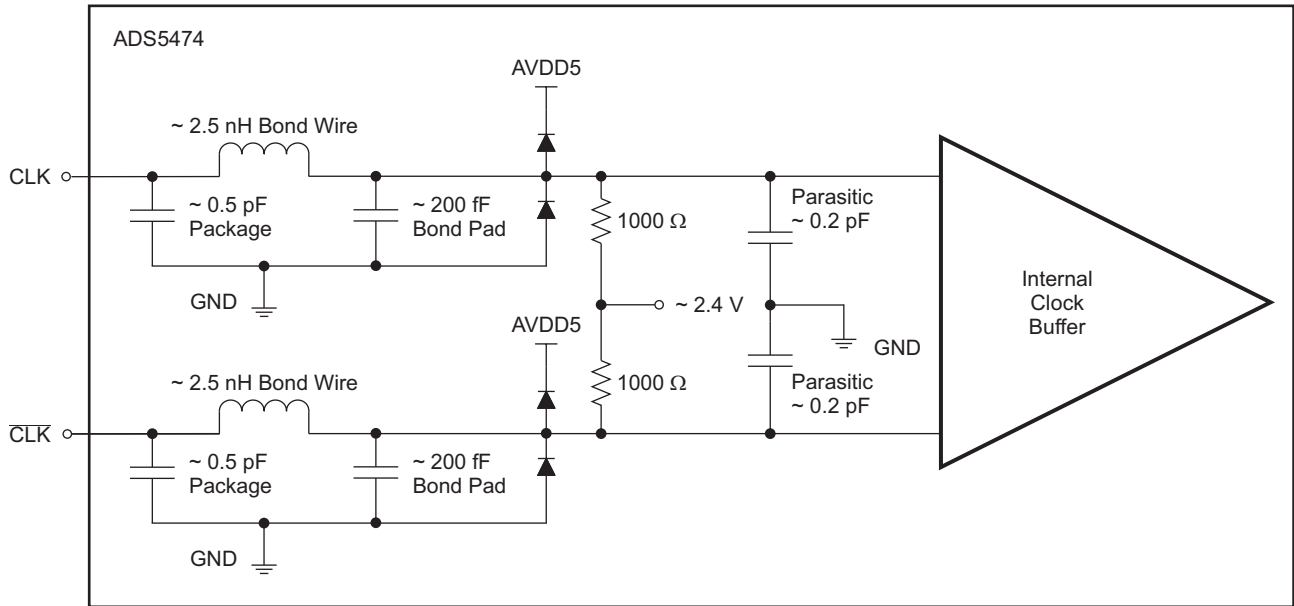 ADS5474
AVDD5
~ 2.5 nH Bond Wire
CLK
~ 0.5 pF
Package
~ 200 fF
Bond Pad
1000 Ω
Parasitic
~ 0.2 pF
GND
~ 2.4 V
Internal
Clock
Buffer
AVDD5
GND
~ 2.5 nH Bond Wire
1000 Ω
Parasitic
~ 0.2 pF
C̅L̅K̅
~ 0.5 pF
Package
~ 200 fF
Bond Pad
GND